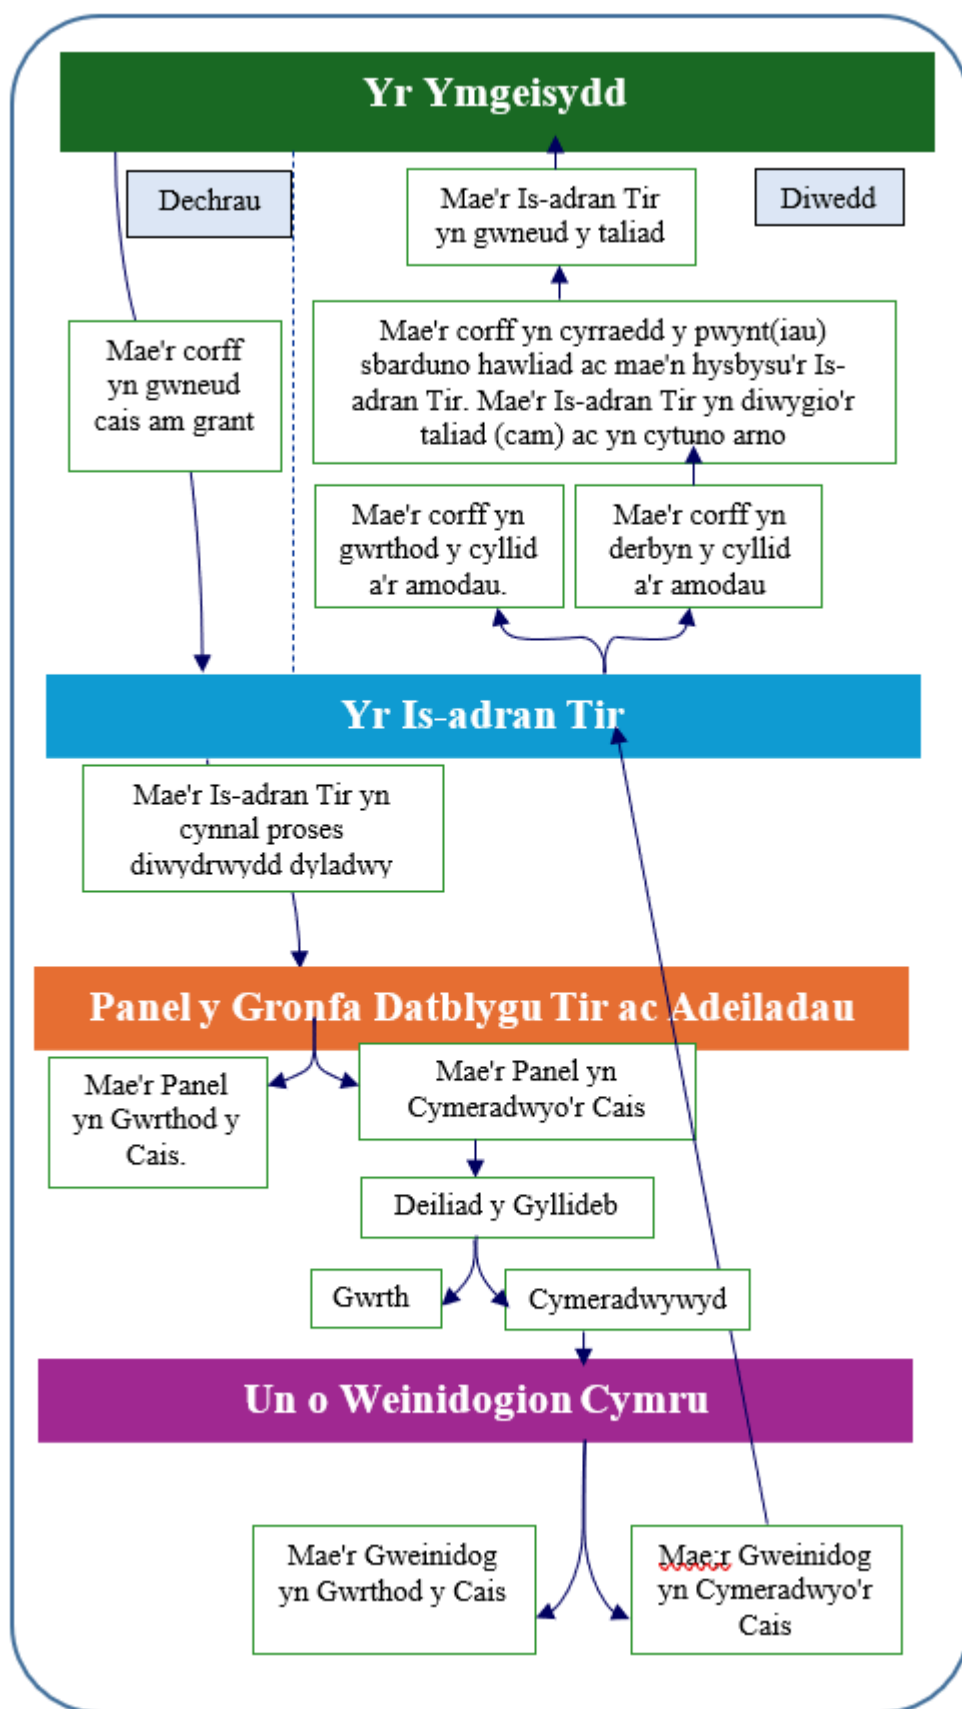 Yr Ymgeisydd
Dechrau
Mae'r Is-adran Tir
yn gwneud y taliad
Diwedd
Mae'r corff
yn gwneud
cais am grant
Mae'r corff yn cyrraedd y pwynt(iau)
sbarduno hawliad ac mae'n hysbysu'r Is-
adran Tir. Mae'r Is-adran Tir yn diwygio'r
taliad (cam) ac yn cytuno arno
Mae'r corff yn
gwrthod y cyllid
a'r amodau.
Mae'r corff yn
derbyn y cyllid
a'r amodau
Yr Is-adran Tir
Mae'r Is-adran Tir yn
cynnal proses
diwydrwydd dyladwy
Panel y Gronfa Datblygu Tir ac Adeiladau
Mae'r Panel
yn Gwrthod y
Cais.
Mae'r Panel yn
Cymeradwyo'r Cais
Deiliad y Gyllideb
Gwrth
Cymeradwywyd
Un o Weinidogion Cymru
Mae'r Gweinidog
yn Gwrthod y Cais
Mae:r Gweinidog
yn Cymeradwyo'r
Cais